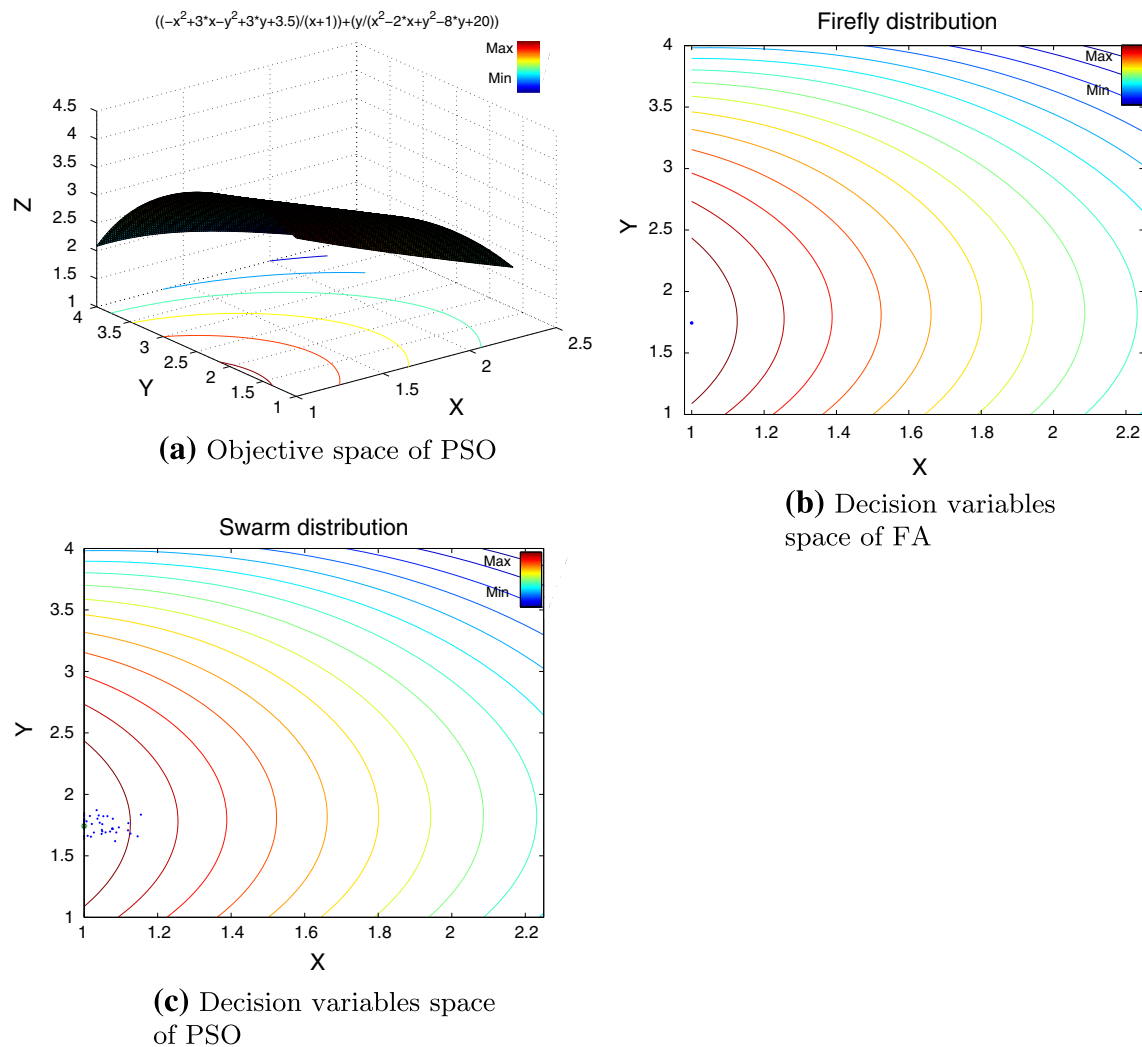 ((−x²+3*x−y²+3*y+3.5)/(x+1))+(y/(x²−2*x+y²−8*y+20))
Max
Min
4.5
4
3.5
3
2.5
2
1.5
1
Z
4
3.5
3
2.5
2
1.5
1
Y
1
1.5
2
2.5
X
(a) Objective space of PSO
Firefly distribution
Max
Min
4
3.5
3
2.5
2
1.5
1
Y
1
1.2
1.4
1.6
1.8
2
2.2
X
(b) Decision variables
space of FA
Swarm distribution
Max
Min
4
3.5
3
2.5
2
1.5
1
Y
1
1.2
1.4
1.6
1.8
2
2.2
X
(c) Decision variables space
of PSO